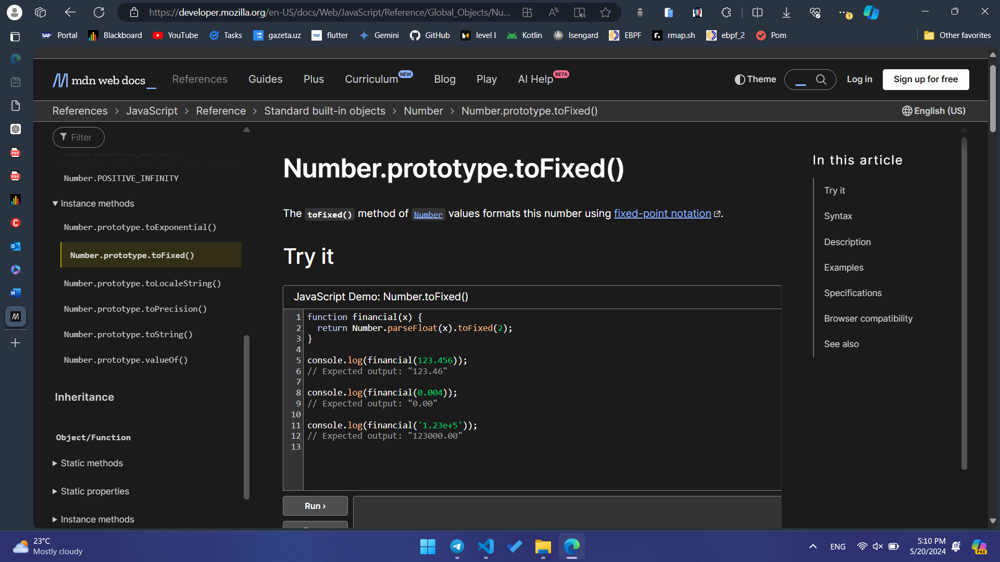 https://developer.mozilla.org/en-US/docs/Web/JavaScript/Reference/Global_Objects/Nu...
Portal
Blackboard
YouTube
Tasks
gazeta.uz
flutter
Gemini
GitHub
level I
Kotlin
Isengard
EBPF
rmap.sh
ebpf_2
Pom
Other favorites
mdn web docs_
References
Guides
Plus
Curriculum NEW
Blog
Play
AI Help BETA
Theme
Log in
Sign up for free
References > JavaScript > Reference > Standard built-in objects > Number > Number.prototype.toFixed()
English (US)
Filter
Number.NEGATIVE_INFINITY
Number.POSITIVE_INFINITY
Instance methods
Number.prototype.toExponential()
Number.prototype.toFixed()
Number.prototype.toLocaleString()
Number.prototype.toPrecision()
Number.prototype.toString()
Number.prototype.valueOf()
Inheritance
Object/Function
Static methods
Static properties
Instance methods
Number.prototype.toFixed()
The toFixed() method of Number values formats this number using fixed-point notation.
Try it
JavaScript Demo: Number.toFixed()
1 function financial(x) {
2 return Number.parseFloat(x).toFixed(2);
3 }
4
5 console.log(financial(123.456));
6 // Expected output: "123.46"
7
8 console.log(financial(0.004));
9 // Expected output: "0.00"
10
11 console.log(financial('1.23e+5'));
12 // Expected output: "123000.00"
13
Run ›
In this article
Try it
Syntax
Description
Examples
Specifications
Browser compatibility
See also
23°C
Mostly cloudy
ENG
5:10 PM
5/20/2024